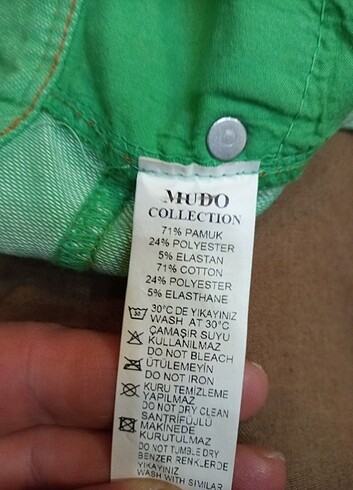 MUDO
COLLECTION
71% PAMUK
24% POLYESTER
5% ELASTAN
71% COTTON
24% POLYESTER
5% ELASTHANE
30°C DE YIKAYINIZ
WASH AT 30°C
ÇAMAŞIR SUYU
KULLANILMAZ
DO NOT BLEACH
ÜTÜLEMEYİN
DO NOT IRON
KURU TEMİZLEME
YAPILMAZ
DO NOT DRY CLEAN
SANTRİFÜJLÜ
MAKİNEDE
KURUTULMAZ
DO NOT TUMBLE DRY
BENZER RENKLERDE
YIKAYINIZ
WASH WITH SIMILAR